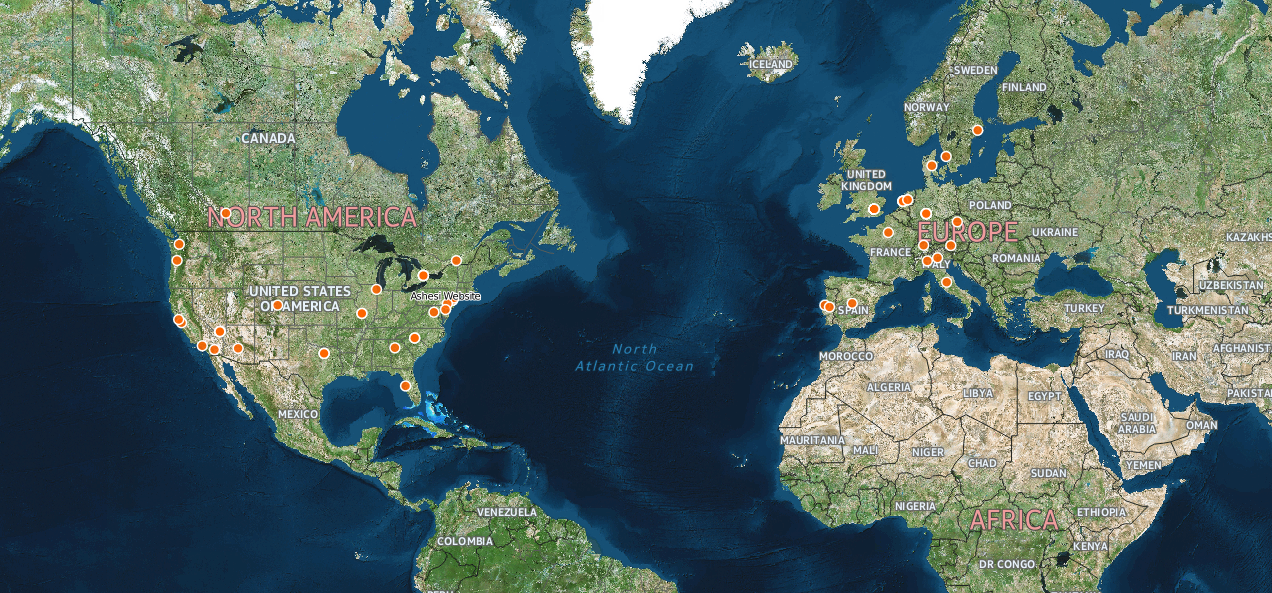 ICELAND
SWEDEN
FINLAND
NORWAY
CANADA
UNITED
KINGDOM
POLAND
NORTH AMERICA
EUROPE
UKRAINE
KAZAKHS
FRANCE
ITALY
ROMANIA
UNITED STATES
OF AMERICA
Ashesi Website
SPAIN
TURKEY
UZBEKISTAN
TURKMENISTAN
North
Atlantic Ocean
MOROCCO
IRAQ
IRAN
AFGHANIST
ALGERIA
LIBYA
EGYPT
PAKISTA
MEXICO
SAUDI
ARABIA
OMAN
MAURITANIA
MALI
NIGER
CHAD
SUDAN
YEMEN
VENEZUELA
NIGERIA
AFRICA
ETHIOPIA
COLOMBIA
KENYA
DR CONGO